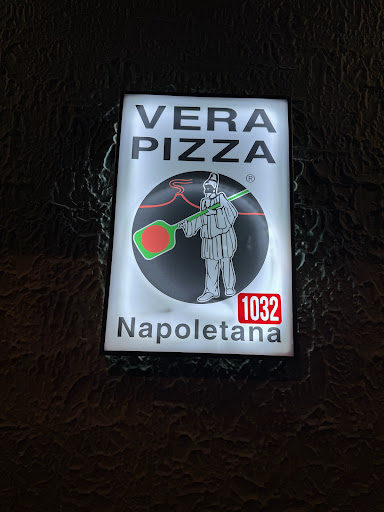 VERA
PIZZA
®
1032
Napoletana